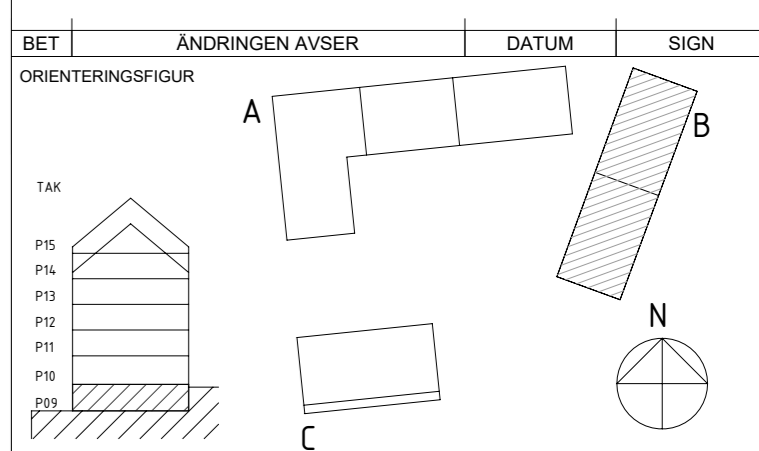 BET ÄNDRINGEN AVSER DATUM SIGN
ORIENTERINGSFIGUR
A
B
TAK
P15
P14
P13
P12
P11
P10
P09
N
C